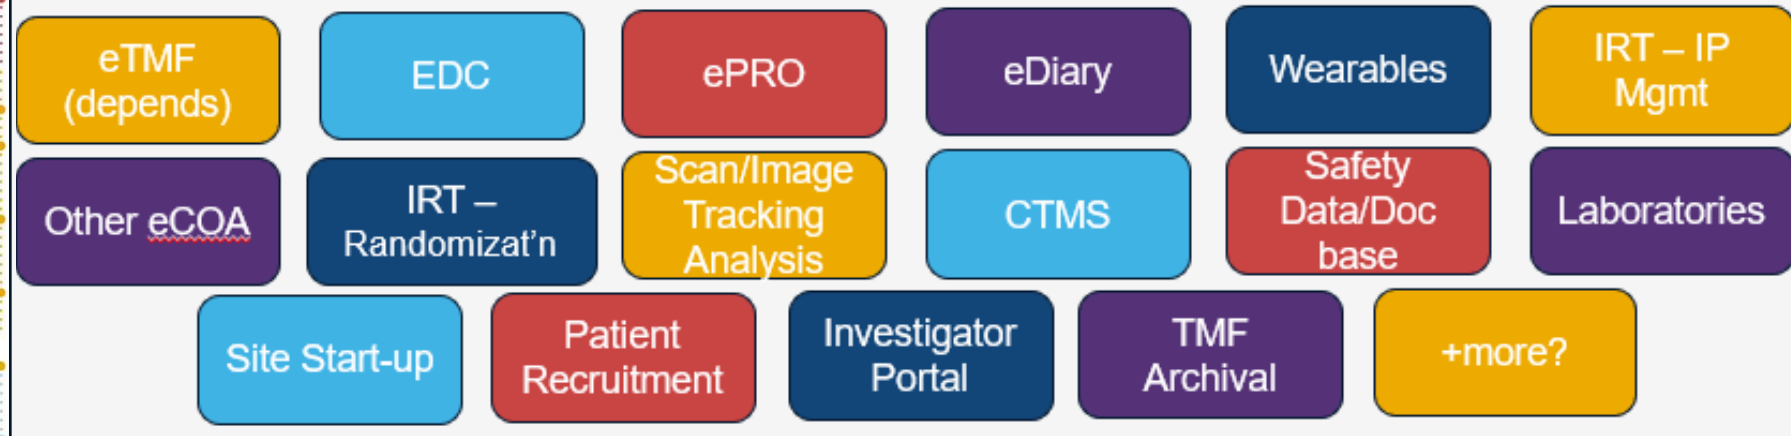 eTMF
(depends)
EDC
ePRO
eDiary
Wearables
IRT – IP
Mgmt
Other eCOA
IRT –
Randomizat’n
Scan/Image
Tracking
Analysis
CTMS
Safety
Data/Doc
base
Laboratories
Site Start-up
Patient
Recruitment
Investigator
Portal
TMF
Archival
+more?